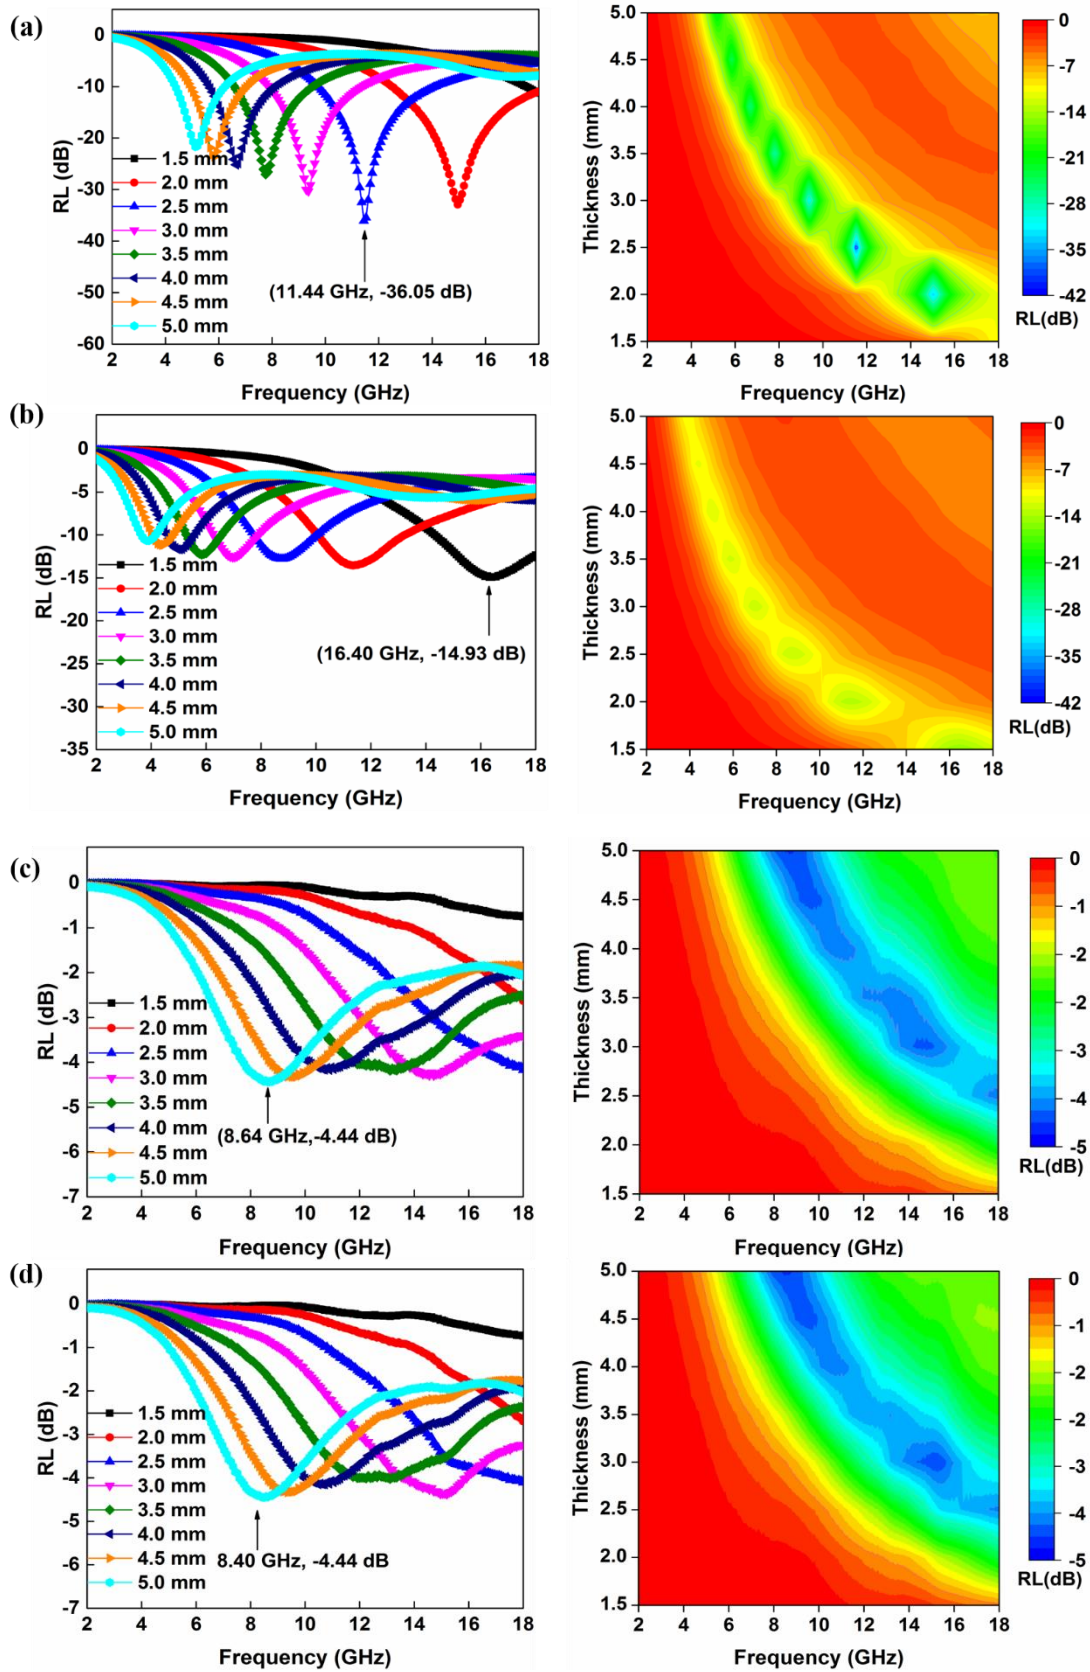 (a)
0
-10
-20
-30
-40
-50
-60
RL (dB)
1.5 mm
2.0 mm
2.5 mm
3.0 mm
3.5 mm
4.0 mm
4.5 mm
5.0 mm
(11.44 GHz, -36.05 dB)
2 4 6 8 10 12 14 16 18
Frequency (GHz)
5.0
4.5
4.0
3.5
3.0
2.5
2.0
1.5
Thickness (mm)
2 4 6 8 10 12 14 16 18
Frequency (GHz)
0
-7
-14
-21
-28
-35
-42
RL(dB)
(b)
0
-5
-10
-15
-20
-25
-30
-35
RL (dB)
1.5 mm
2.0 mm
2.5 mm
3.0 mm
3.5 mm
4.0 mm
4.5 mm
5.0 mm
(16.40 GHz, -14.93 dB)
2 4 6 8 10 12 14 16 18
Frequency (GHz)
5.0
4.5
4.0
3.5
3.0
2.5
2.0
1.5
Thickness (mm)
2 4 6 8 10 12 14 16 18
Frequency (GHz)
0
-7
-14
-21
-28
-35
-42
RL(dB)
(c)
0
-1
-2
-3
-4
-5
-6
-7
RL (dB)
1.5 mm
2.0 mm
2.5 mm
3.0 mm
3.5 mm
4.0 mm
4.5 mm
5.0 mm
(8.64 GHz,-4.44 dB)
2 4 6 8 10 12 14 16 18
Frequency (GHz)
5.0
4.5
4.0
3.5
3.0
2.5
2.0
1.5
Thickness (mm)
2 4 6 8 10 12 14 16 18
Frequency (GHz)
0
-1
-2
-3
-4
-5
RL(dB)
(d)
0
-1
-2
-3
-4
-5
-6
-7
RL (dB)
1.5 mm
2.0 mm
2.5 mm
3.0 mm
3.5 mm
4.0 mm
4.5 mm
5.0 mm
8.40 GHz, -4.44 dB
2 4 6 8 10 12 14 16 18
Frequency (GHz)
5.0
4.5
4.0
3.5
3.0
2.5
2.0
1.5
Thickness (mm)
2 4 6 8 10 12 14 16 18
Frequency (GHz)
0
-1
-2
-3
-4
-5
RL(dB)